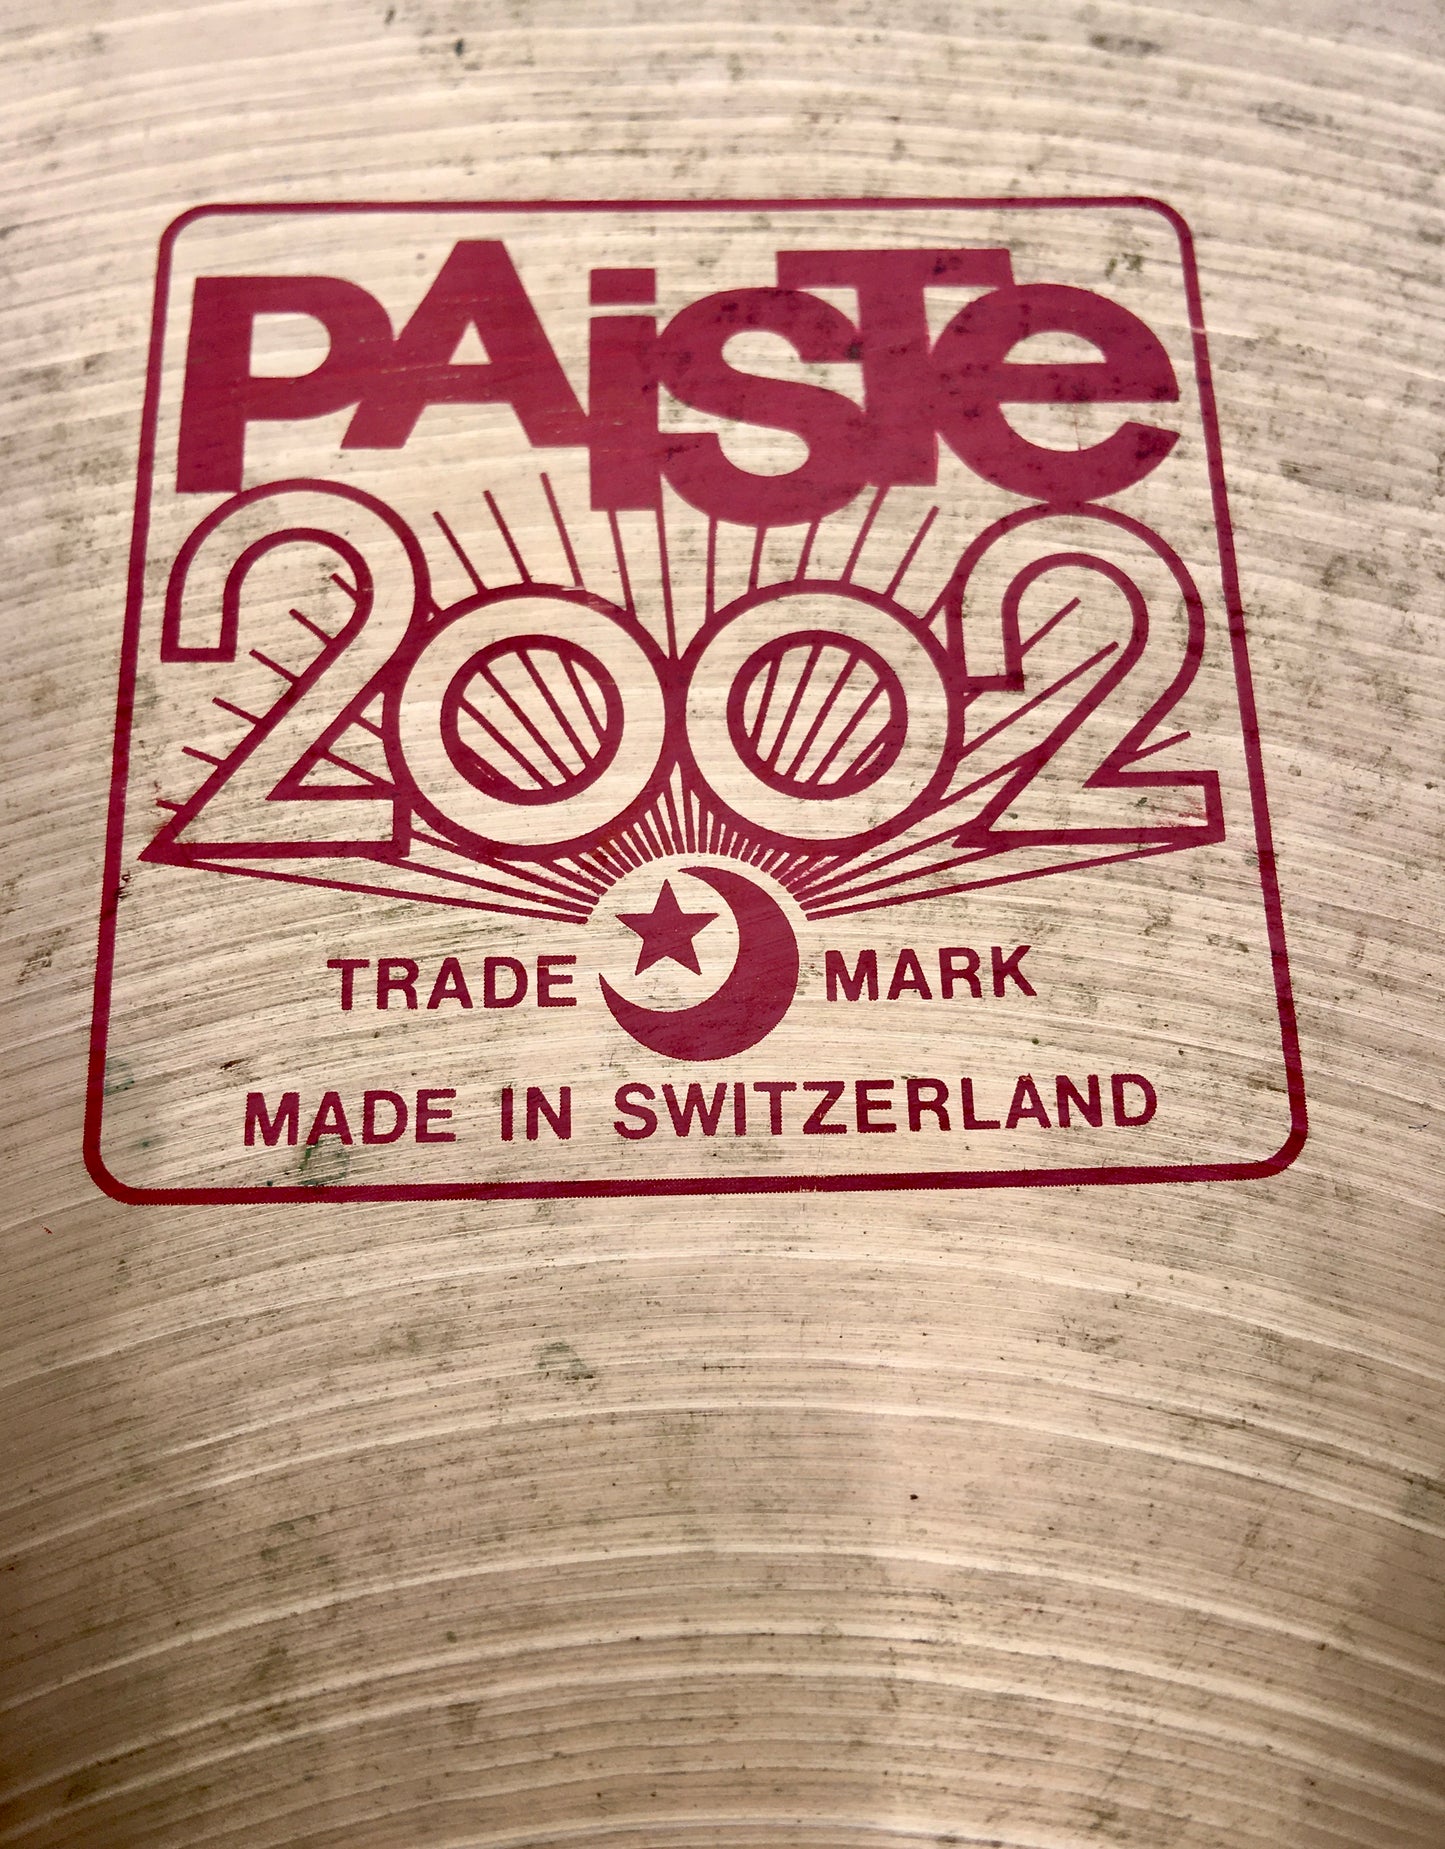 PAiSTe
2002
TRADE MARK
MADE IN SWITZERLAND